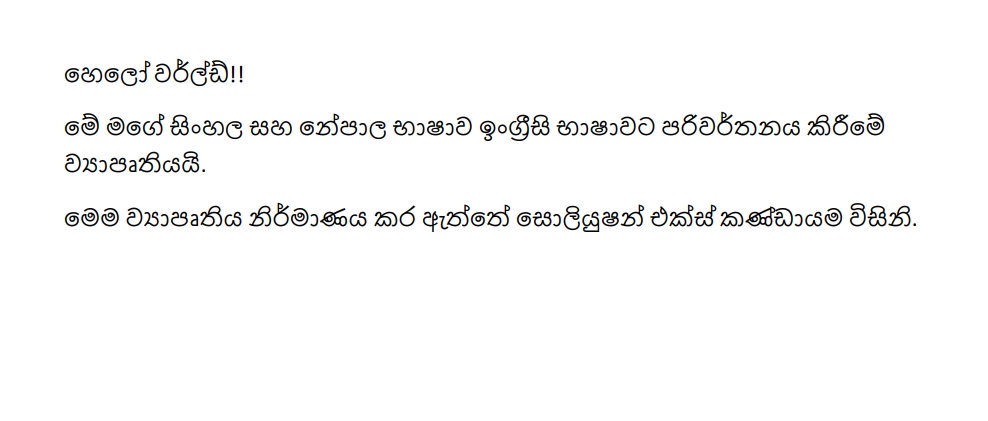 හෙලෝ වර්ල්ඩ්!!
මේ මගේ සිංහල සහ නේපාල භාෂාව ඉංග්‍රීසි භාෂාවට පරිවර්තනය කිරීමේ
ව්‍යාපෘතියයි.
මෙම ව්‍යාපෘතිය නිර්මාණය කර ඇත්තේ සොලියුෂන් එක්ස් කණ්ඩායම විසිනි.